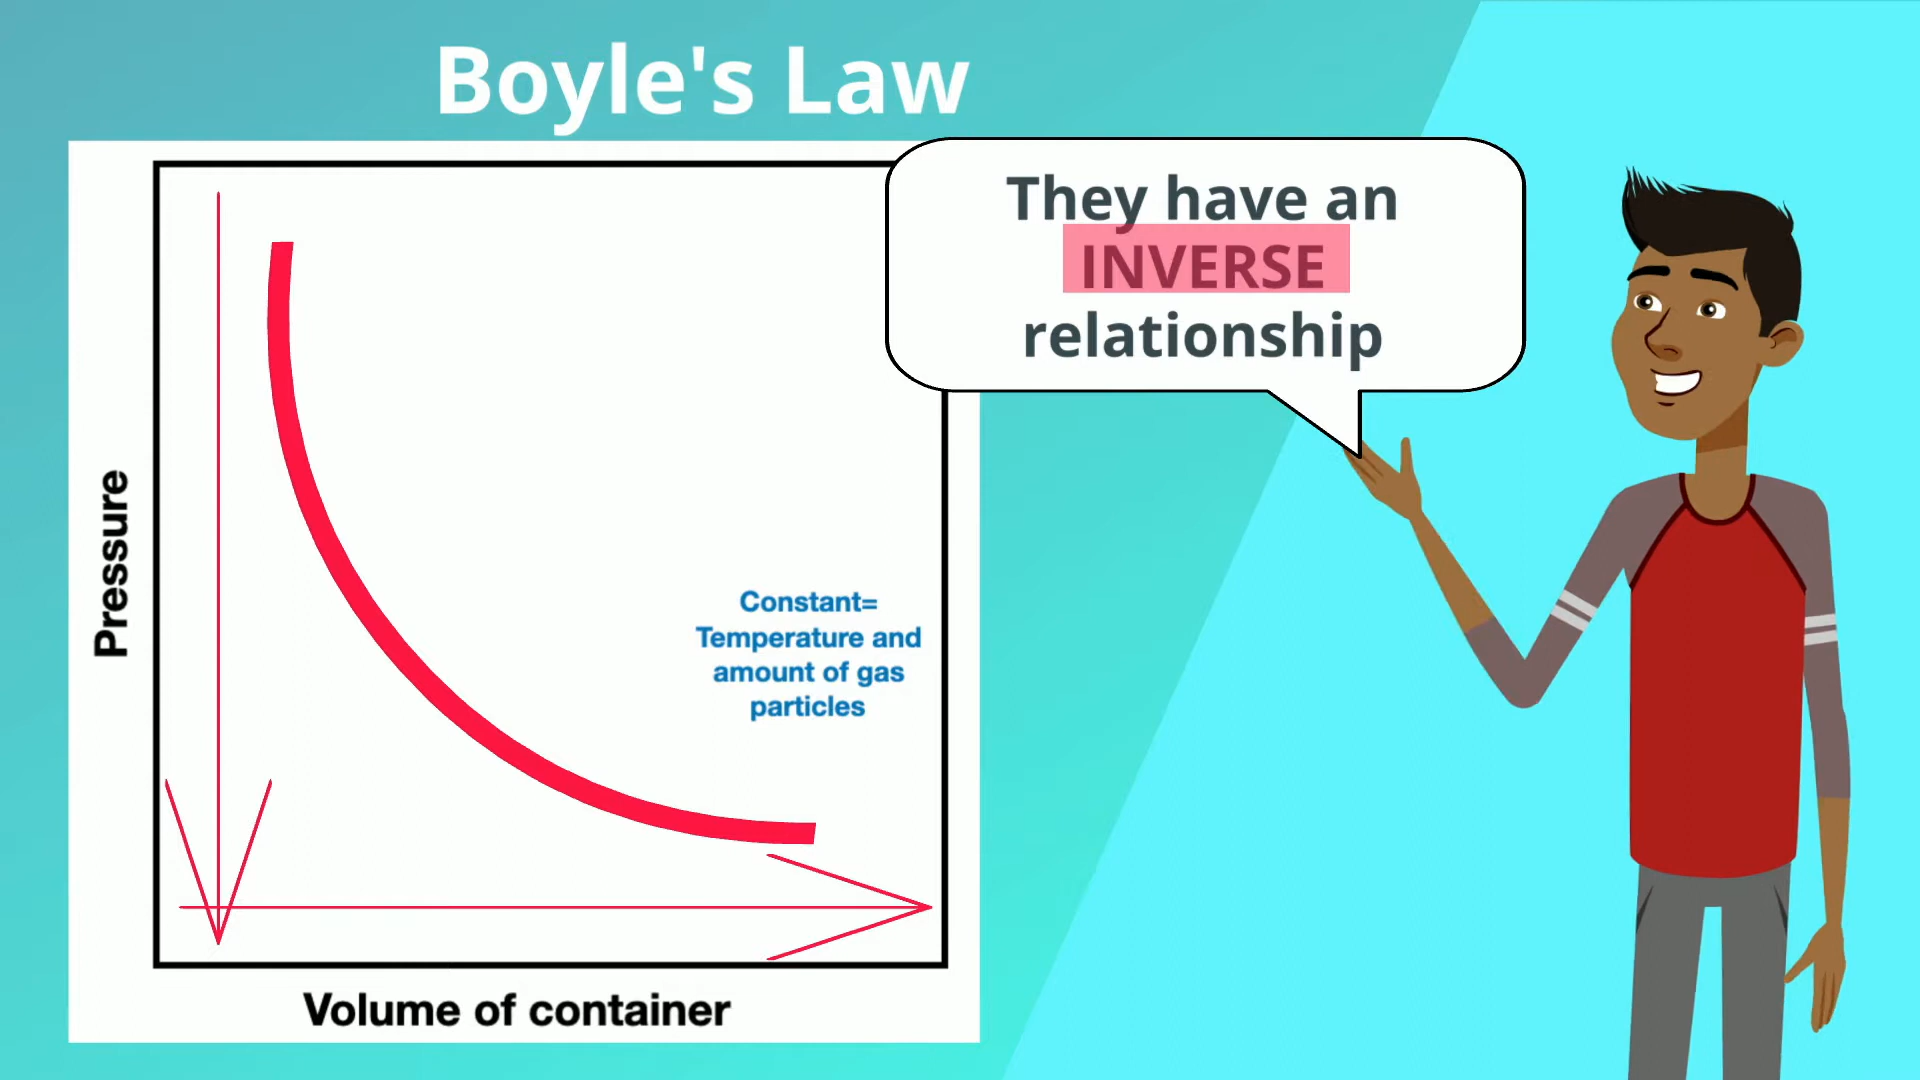 Boyle's Law
They have an
INVERSE
relationship
Pressure
Constant=
Temperature and
amount of gas
particles
Volume of container